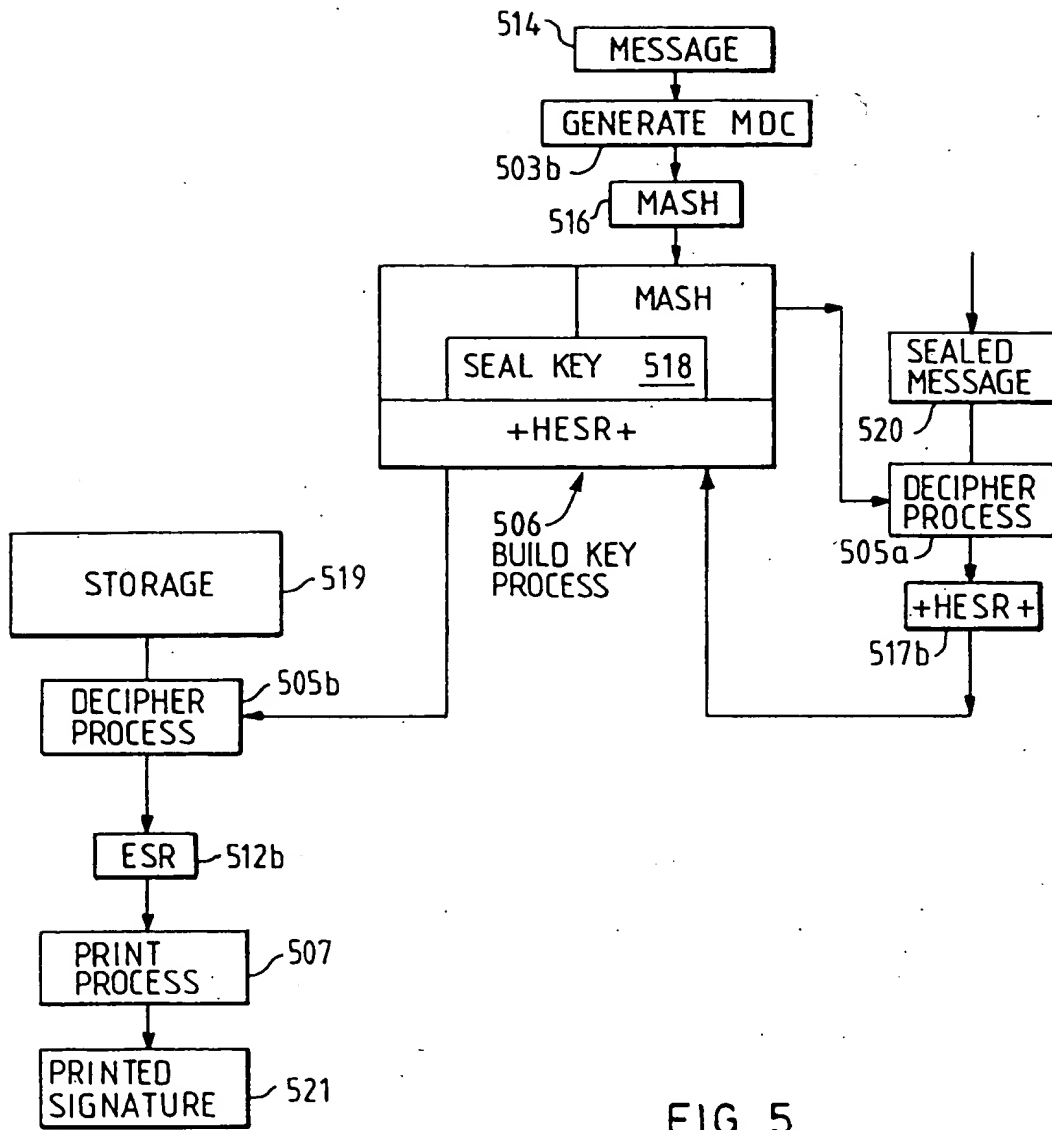 514
MESSAGE
GENERATE MDC
503b
516
MASH
MASH
SEAL KEY 518
+HESR+
506
BUILD KEY
PROCESS
SEALED
MESSAGE
520
DECIPHER
PROCESS
505a
+HESR+
517b
STORAGE
519
DECIPHER
PROCESS
505b
ESR
512b
PRINT
PROCESS
507
PRINTED
SIGNATURE
521
FIG. 5